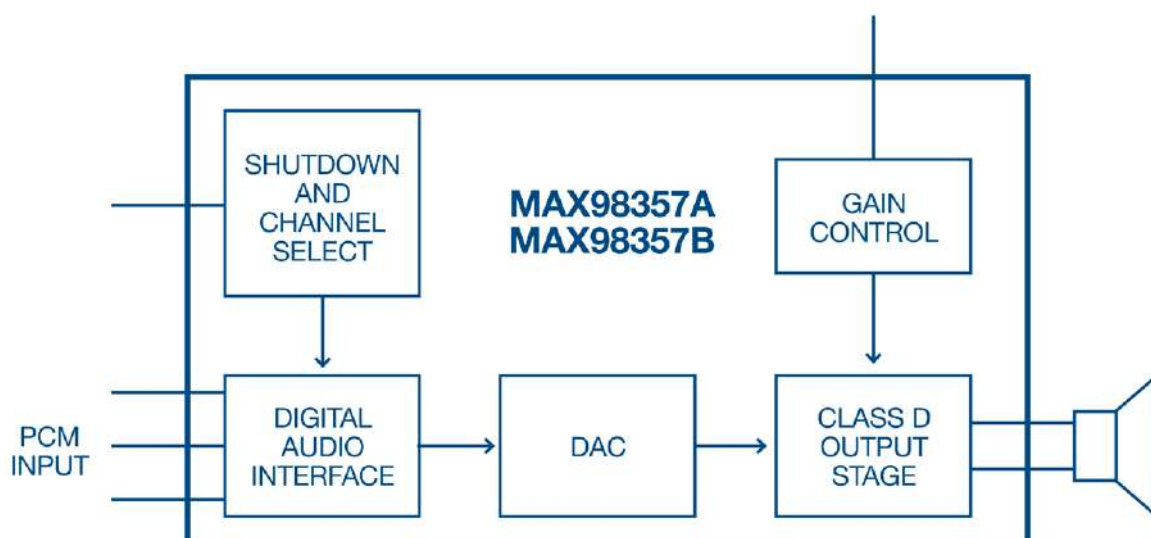 SHUTDOWN
AND
CHANNEL
SELECT
MAX98357A
MAX98357B
GAIN
CONTROL
PCM
INPUT
DIGITAL
AUDIO
INTERFACE
DAC
CLASS D
OUTPUT
STAGE